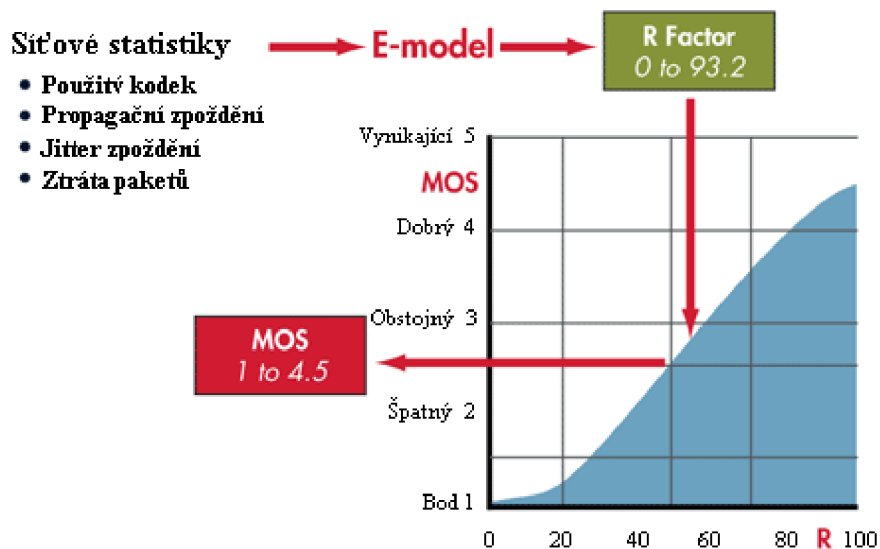 Síťové statistiky
E-model
R Factor
0 to 93.2
• Použitý kodek
• Propagační zpoždění
• Jitter zpoždění
• Ztráta paketů
Vynikající 5
MOS
Dobrý 4
Obstojný 3
MOS
1 to 4.5
Špatný 2
Bod 1
0 20 40 60 80 R 100